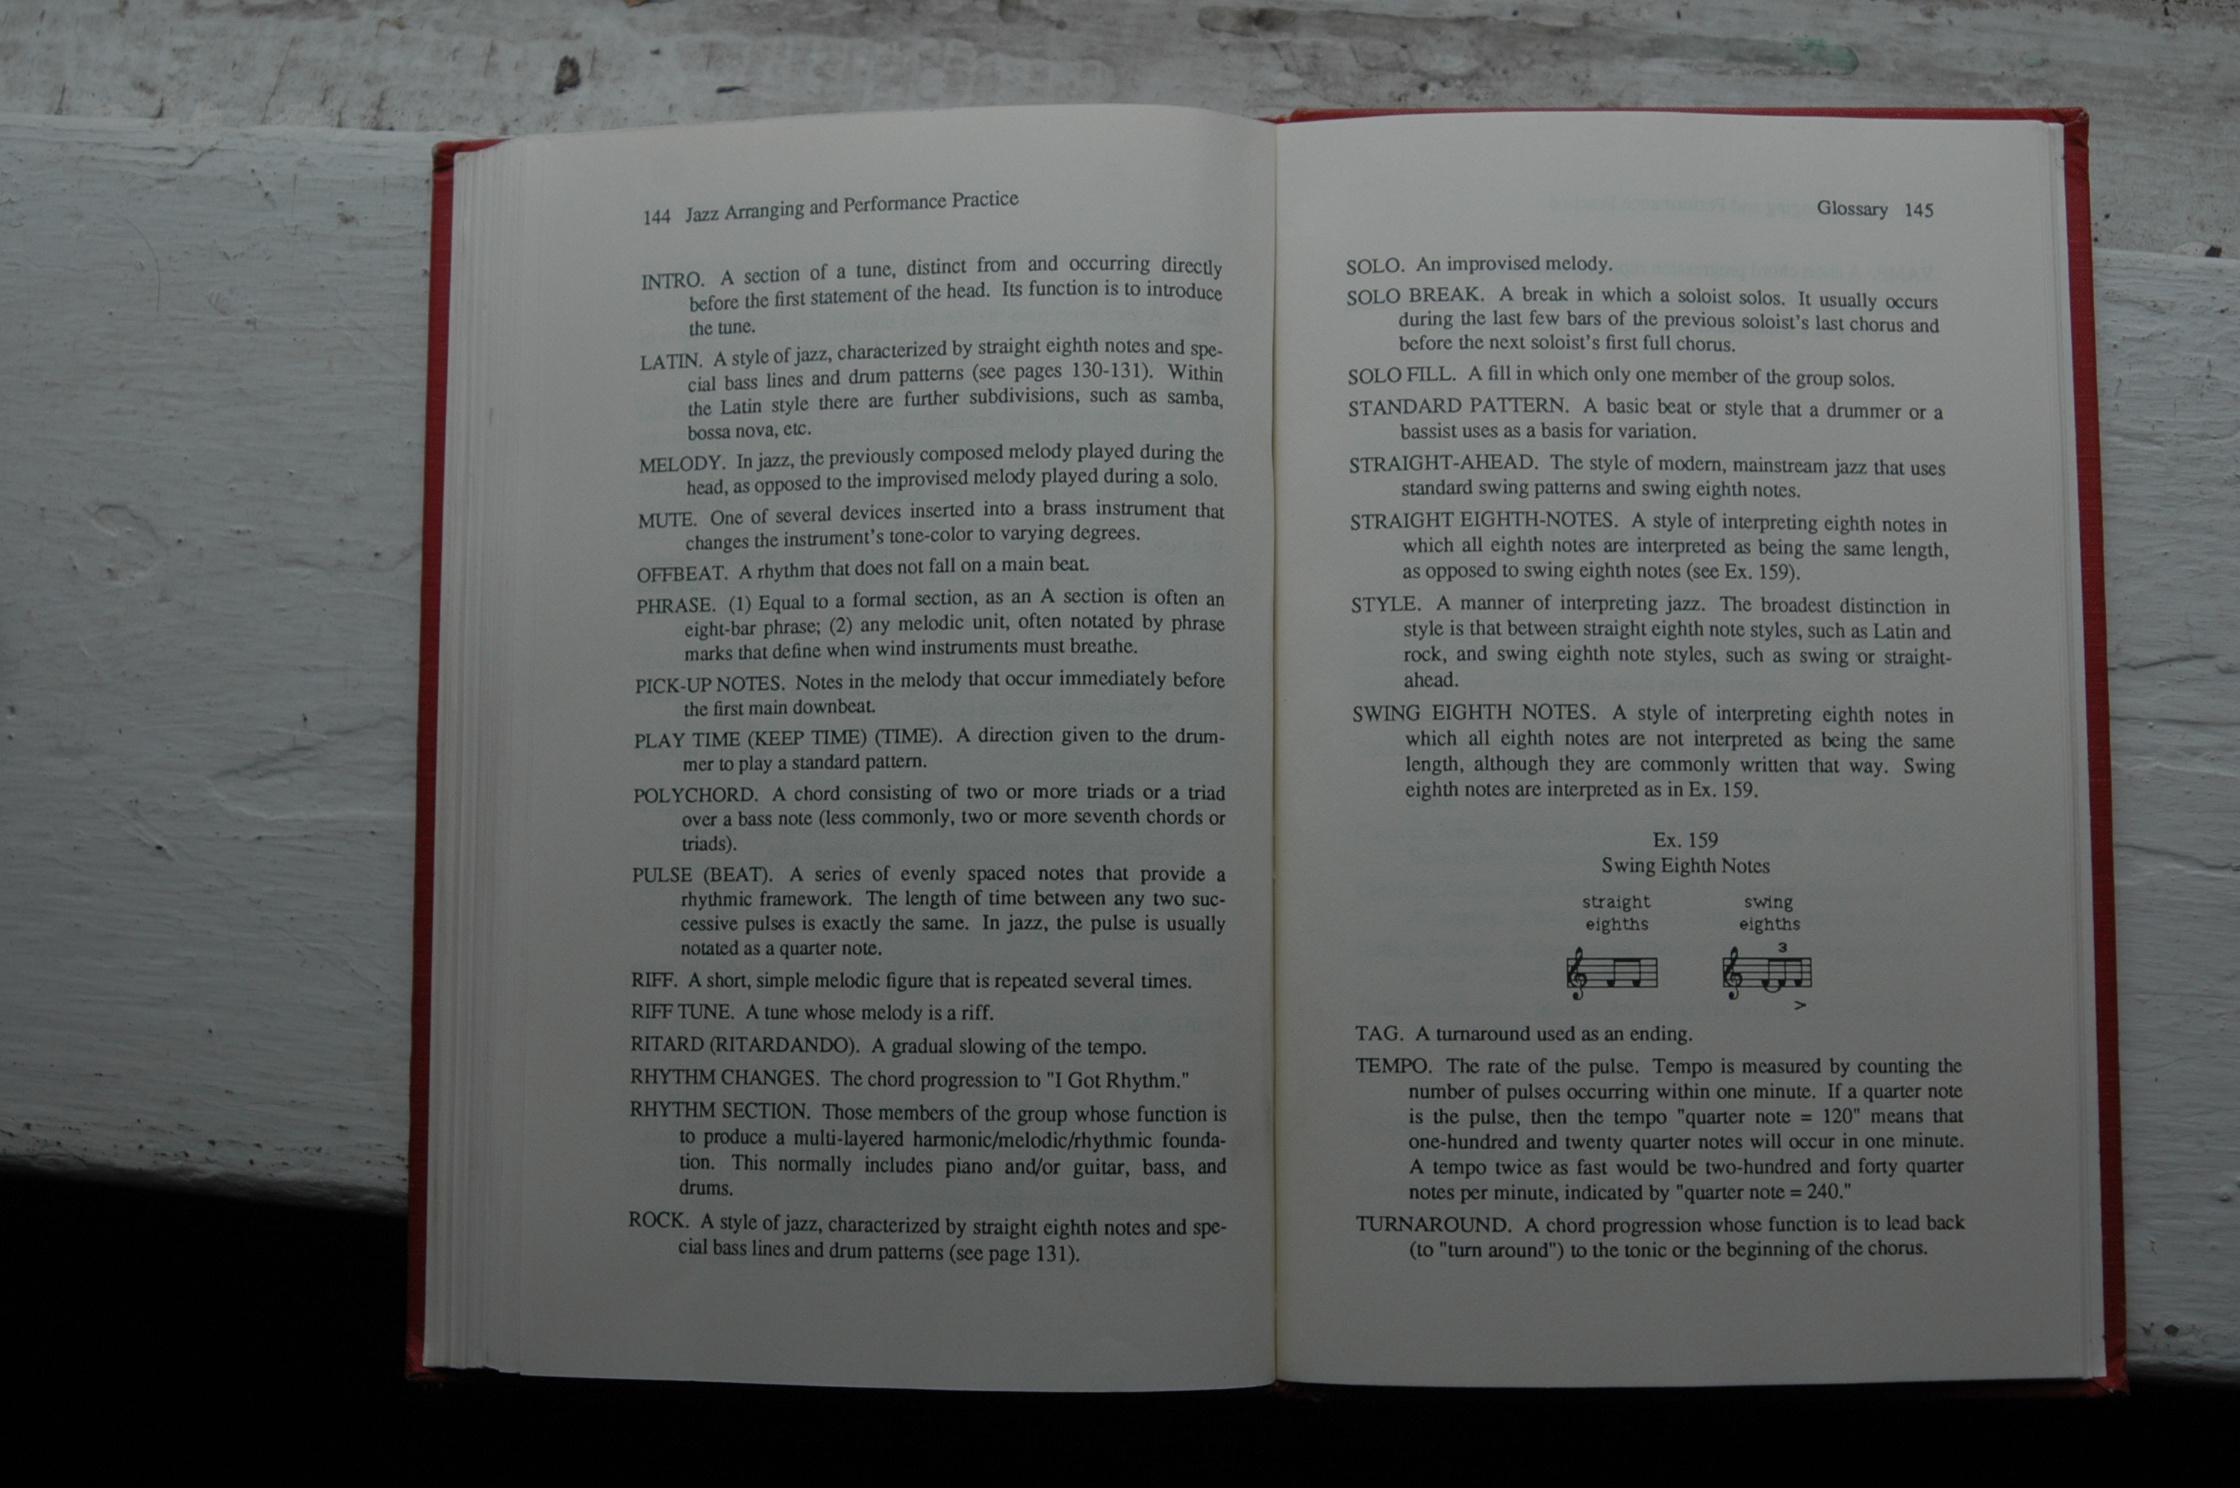 144 Jazz Arranging and Performance Practice
INTRO. A section of a tune, distinct from and occurring directly
before the first statement of the head. Its function is to introduce
the tune.
LATIN. A style of jazz, characterized by straight eighth notes and spe-
cial bass lines and drum patterns (see pages 130-131). Within
the Latin style there are further subdivisions, such as samba,
bossa nova, etc.
MELODY. In jazz, the previously composed melody played during the
head, as opposed to the improvised melody played during a solo.
MUTE. One of several devices inserted into a brass instrument that
changes the instrument's tone-color to varying degrees.
OFFBEAT. A rhythm that does not fall on a main beat.
PHRASE. (1) Equal to a formal section, as an A section is often an
eight-bar phrase; (2) any melodic unit, often notated by phrase
marks that define when wind instruments must breathe.
PICK-UP NOTES. Notes in the melody that occur immediately before
the first main downbeat.
PLAY TIME (KEEP TIME) (TIME). A direction given to the drum-
mer to play a standard pattern.
POLYCHORD. A chord consisting of two or more triads or a triad
over a bass note (less commonly, two or more seventh chords or
triads).
PULSE (BEAT). A series of evenly spaced notes that provide a
rhythmic framework. The length of time between any two suc-
cessive pulses is exactly the same. In jazz, the pulse is usually
notated as a quarter note.
RIFF. A short, simple melodic figure that is repeated several times.
RIFF TUNE. A tune whose melody is a riff.
RITARD (RITARDANDO). A gradual slowing of the tempo.
RHYTHM CHANGES. The chord progression to "I Got Rhythm."
RHYTHM SECTION. Those members of the group whose function is
to produce a multi-layered harmonic/melodic/rhythmic founda-
tion. This normally includes piano and/or guitar, bass, and
drums.
ROCK. A style of jazz, characterized by straight eighth notes and spe-
cial bass lines and drum patterns (see page 131).
Glossary 145
SOLO. An improvised melody.
SOLO BREAK. A break in which a soloist solos. It usually occurs
during the last few bars of the previous soloist's last chorus and
before the next soloist's first full chorus.
SOLO FILL. A fill in which only one member of the group solos.
STANDARD PATTERN. A basic beat or style that a drummer or a
bassist uses as a basis for variation.
STRAIGHT-AHEAD. The style of modern, mainstream jazz that uses
standard swing patterns and swing eighth notes.
STRAIGHT EIGHTH-NOTES. A style of interpreting eighth notes in
which all eighth notes are interpreted as being the same length,
as opposed to swing eighth notes (see Ex. 159).
STYLE. A manner of interpreting jazz. The broadest distinction in
style is that between straight eighth note styles, such as Latin and
rock, and swing eighth note styles, such as swing or straight-
ahead.
SWING EIGHTH NOTES. A style of interpreting eighth notes in
which all eighth notes are not interpreted as being the same
length, although they are commonly written that way. Swing
eighth notes are interpreted as in Ex. 159.
Ex. 159
Swing Eighth Notes
straight swing
eighths eighths
3
TAG. A turnaround used as an ending.
TEMPO. The rate of the pulse. Tempo is measured by counting the
number of pulses occurring within one minute. If a quarter note
is the pulse, then the tempo "quarter note = 120" means that
one-hundred and twenty quarter notes will occur in one minute.
A tempo twice as fast would be two-hundred and forty quarter
notes per minute, indicated by "quarter note = 240."
TURNAROUND. A chord progression whose function is to lead back
(to "turn around") to the tonic or the beginning of the chorus.